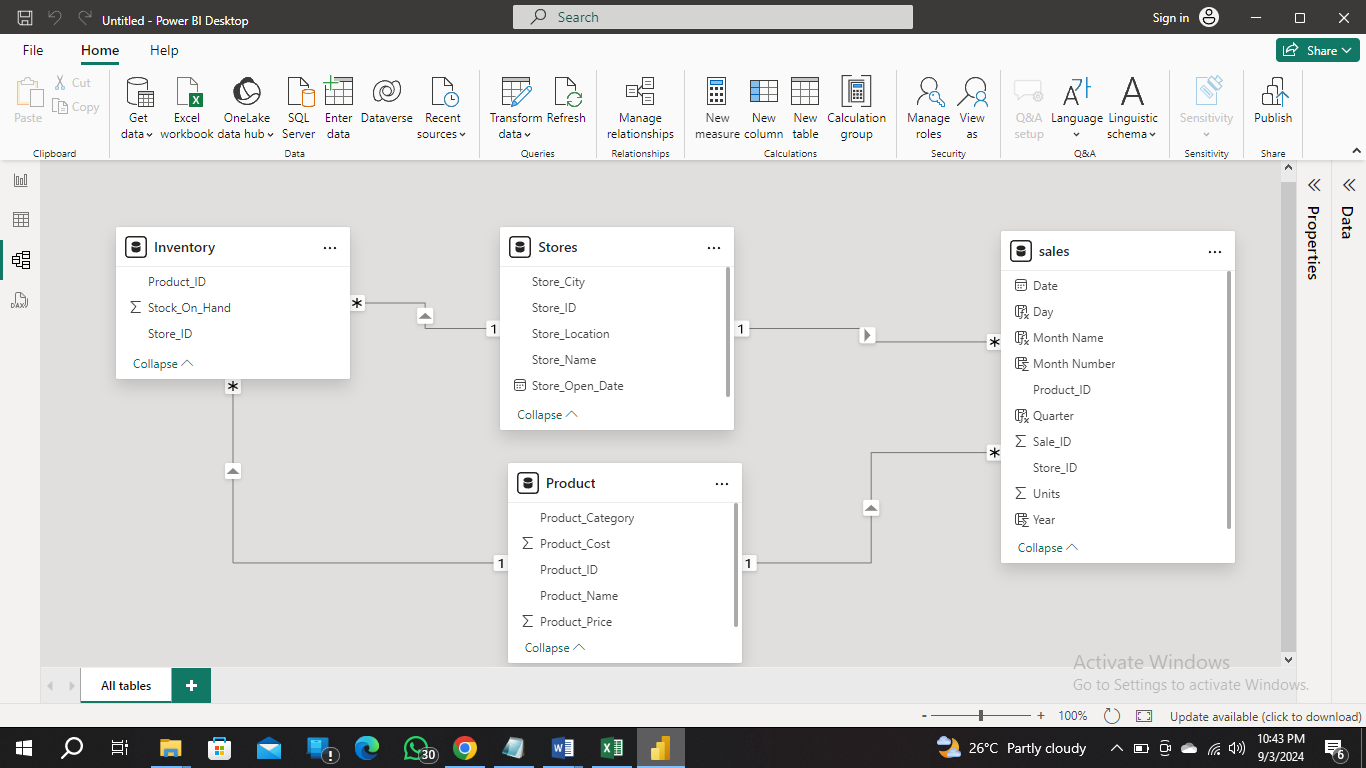 Untitled - Power BI Desktop
Search
Sign in
File
Home
Help
Share
Paste
Cut
Copy
Get data
Excel workbook
OneLake data hub
SQL Server
Enter data
Dataverse
Recent sources
Transform data
Refresh
Manage relationships
New measure
New column
New table
Calculation group
Manage roles
View as
Q&A setup
Language
Linguistic schema
Sensitivity
Publish
Clipboard
Data
Queries
Relationships
Calculations
Security
Q&A
Sensitivity
Share
DAX
Inventory
...
Product_ID
Σ Stock_On_Hand
Store_ID
Collapse
*
*
1
Stores
...
Store_City
Store_ID
Store_Location
Store_Name
Store_Open_Date
Collapse
1
*
sales
...
Date
Day
Month Name
Month Number
Product_ID
Quarter
Σ Sale_ID
Store_ID
Σ Units
Year
Collapse
*
1
Product
...
Product_Category
Σ Product_Cost
Product_ID
Product_Name
Σ Product_Price
Collapse
1
Properties
Data
Activate Windows
Go to Settings to activate Windows.
All tables
+
- + 100%
Update available (click to download)
30
26°C Partly cloudy
10:43 PM
9/3/2024
6